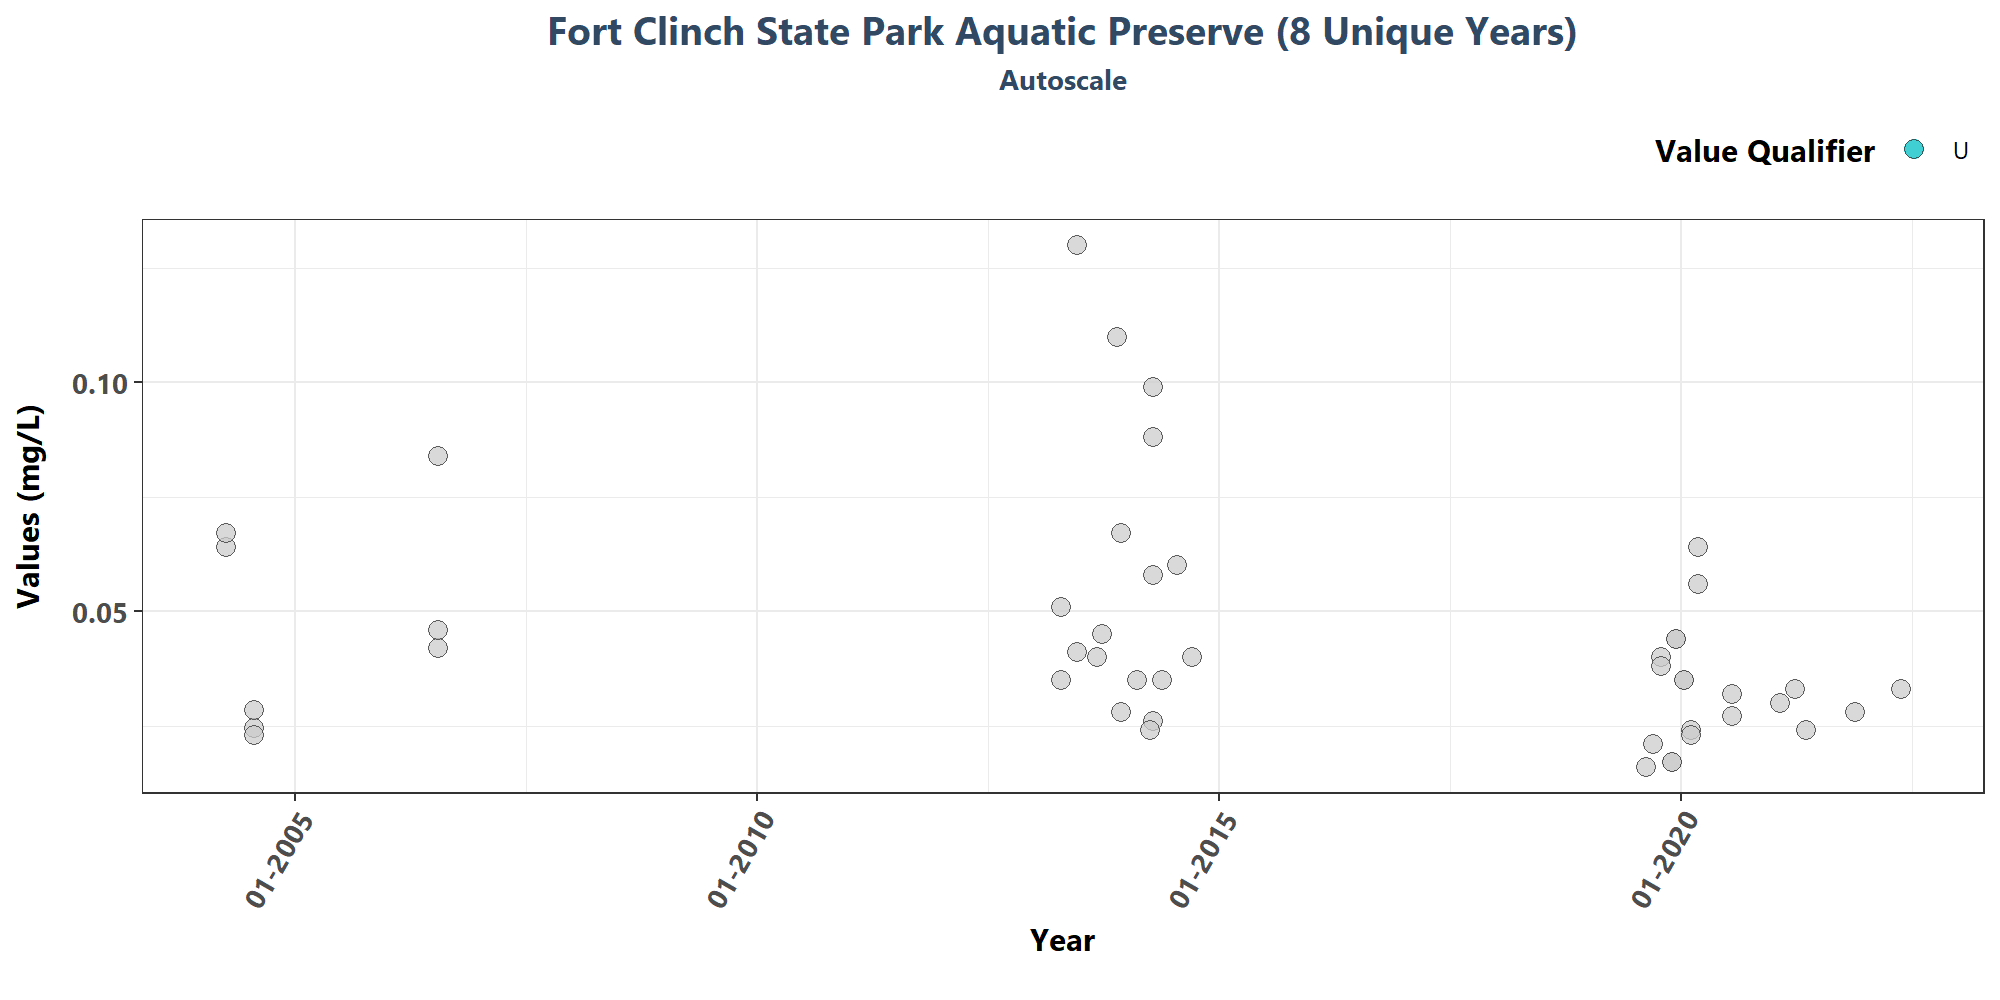 Fort Clinch State Park Aquatic Preserve (8 Unique Years)
Autoscale
Value Qualifier U
Values (mg/L)
0.10
0.05
01-2005 01-2010 01-2015 01-2020
Year